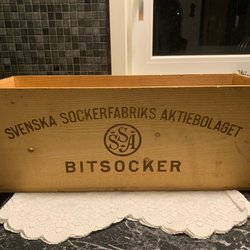 SVENSKA SOCKERFABRIKS AKTIEBOLAGET
SSA
BITSOCKER